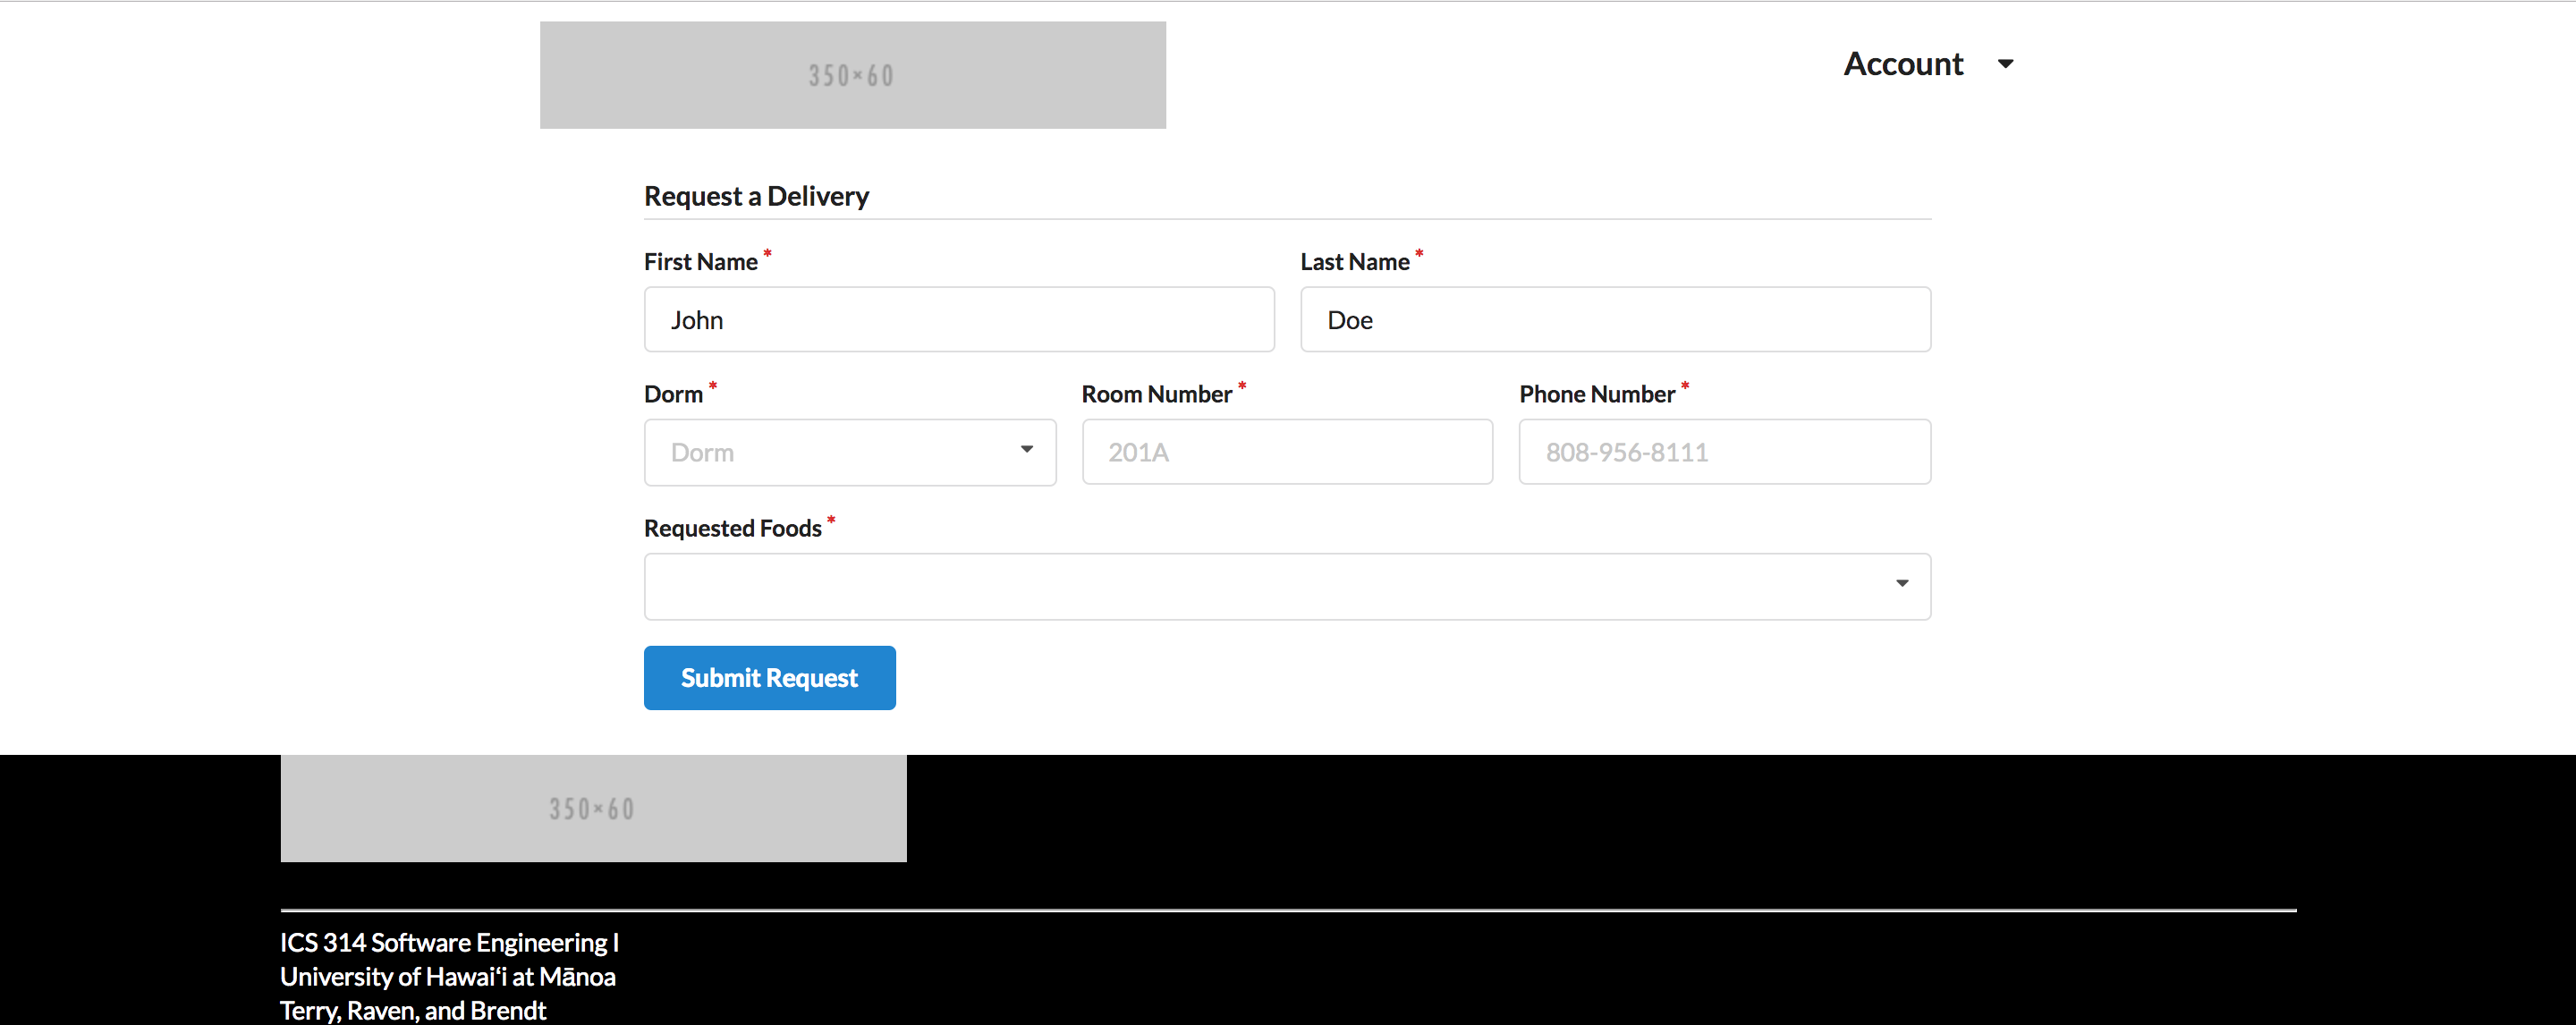 350×60
Account
Request a Delivery
First Name * Last Name *
John Doe
Dorm * Room Number * Phone Number *
Dorm 201A 808-956-8111
Requested Foods *
Submit Request
350×60
ICS 314 Software Engineering I
University of Hawaiʻi at Mānoa
Terry, Raven, and Brendt